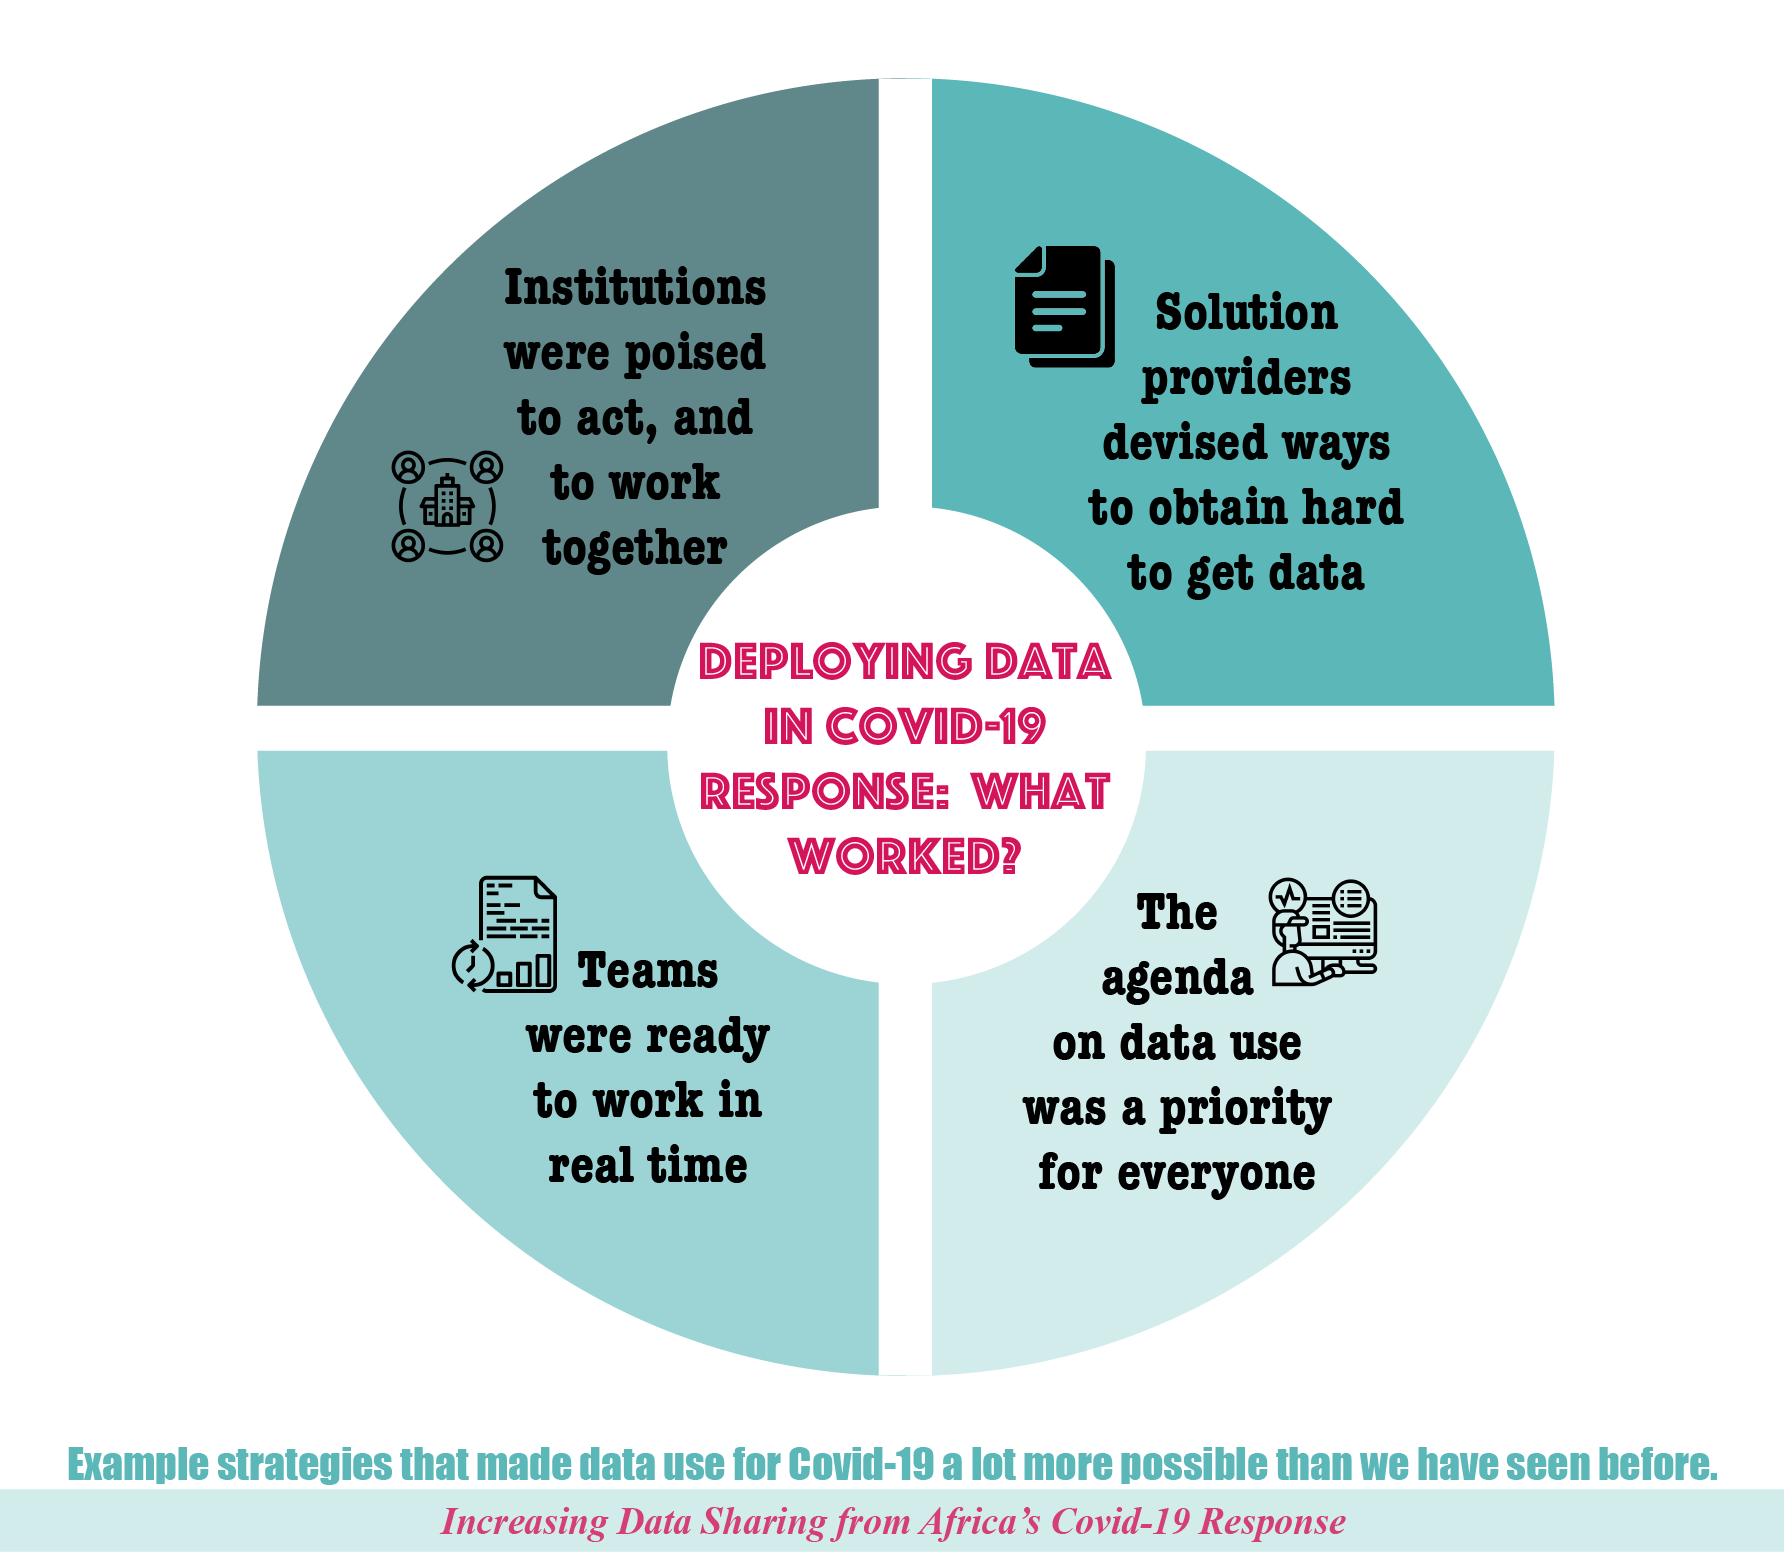 Institutions
were poised
to act, and
to work
together
Solution
providers
devised ways
to obtain hard
to get data
DEPLOYING DATA
IN COVID-19
RESPONSE:  WHAT
WORKED?
Teams
were ready
to work in
real time
The
agenda
on data use
was a priority
for everyone
Example strategies that made data use for Covid-19 a lot more possible than we have seen before.
Increasing Data Sharing from Africa’s Covid-19 Response